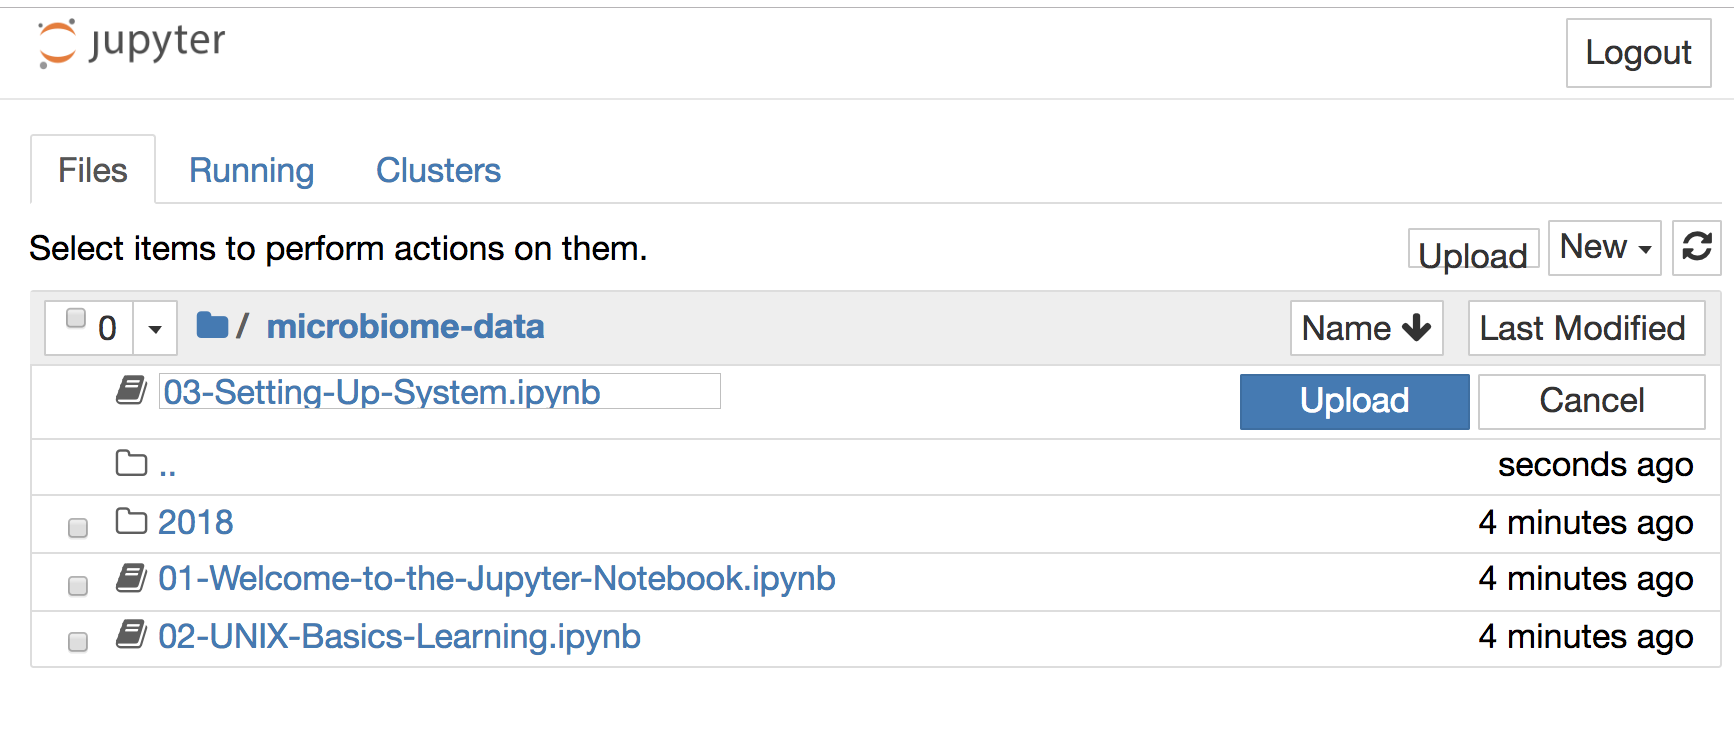 jupyter
Logout
Files Running Clusters
Select items to perform actions on them.
Upload New
0 / microbiome-data Name Last Modified
03-Setting-Up-System.ipynb Upload Cancel
.. seconds ago
2018 4 minutes ago
01-Welcome-to-the-Jupyter-Notebook.ipynb 4 minutes ago
02-UNIX-Basics-Learning.ipynb 4 minutes ago